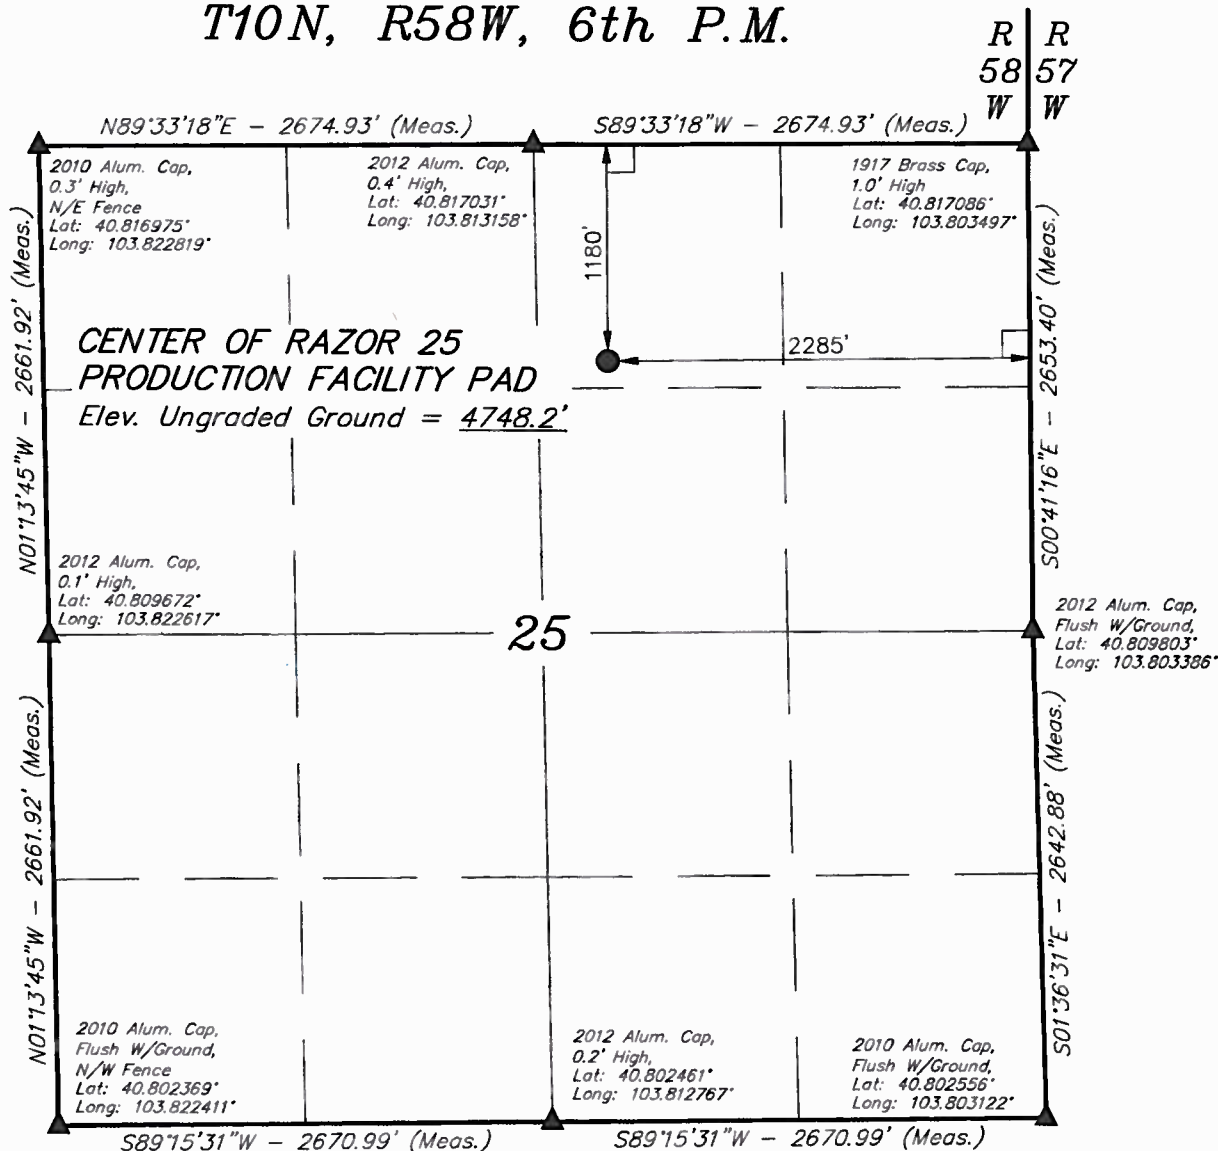 T10N, R58W, 6th P.M.
R R
58 57
W W
N89°33'18"E - 2674.93' (Meas.)
S89°33'18"W - 2674.93' (Meas.)
2010 Alum. Cap,
0.3' High,
N/E Fence
Lat: 40.816975°
Long: 103.822819°
2012 Alum. Cap,
0.4' High,
Lat: 40.817031°
Long: 103.813158°
1917 Brass Cap,
1.0' High
Lat: 40.817086°
Long: 103.803497°
N01°13'45"W - 2661.92' (Meas.)
1180'
2285'
S00°41'16"E - 2653.40' (Meas.)
CENTER OF RAZOR 25
PRODUCTION FACILITY PAD
Elev. Ungraded Ground = 4748.2'
2012 Alum. Cap,
0.1' High,
Lat: 40.809672°
Long: 103.822617°
25
2012 Alum. Cap,
Flush W/Ground,
Lat: 40.809803°
Long: 103.803386°
N01°13'45"W - 2661.92' (Meas.)
S01°36'31"E - 2642.88' (Meas.)
2010 Alum. Cap,
Flush W/Ground,
N/W Fence
Lat: 40.802369°
Long: 103.822411°
2012 Alum. Cap,
0.2' High,
Lat: 40.802461°
Long: 103.812767°
2010 Alum. Cap,
Flush W/Ground,
Lat: 40.802556°
Long: 103.803122°
S89°15'31"W - 2670.99' (Meas.)
S89°15'31"W - 2670.99' (Meas.)